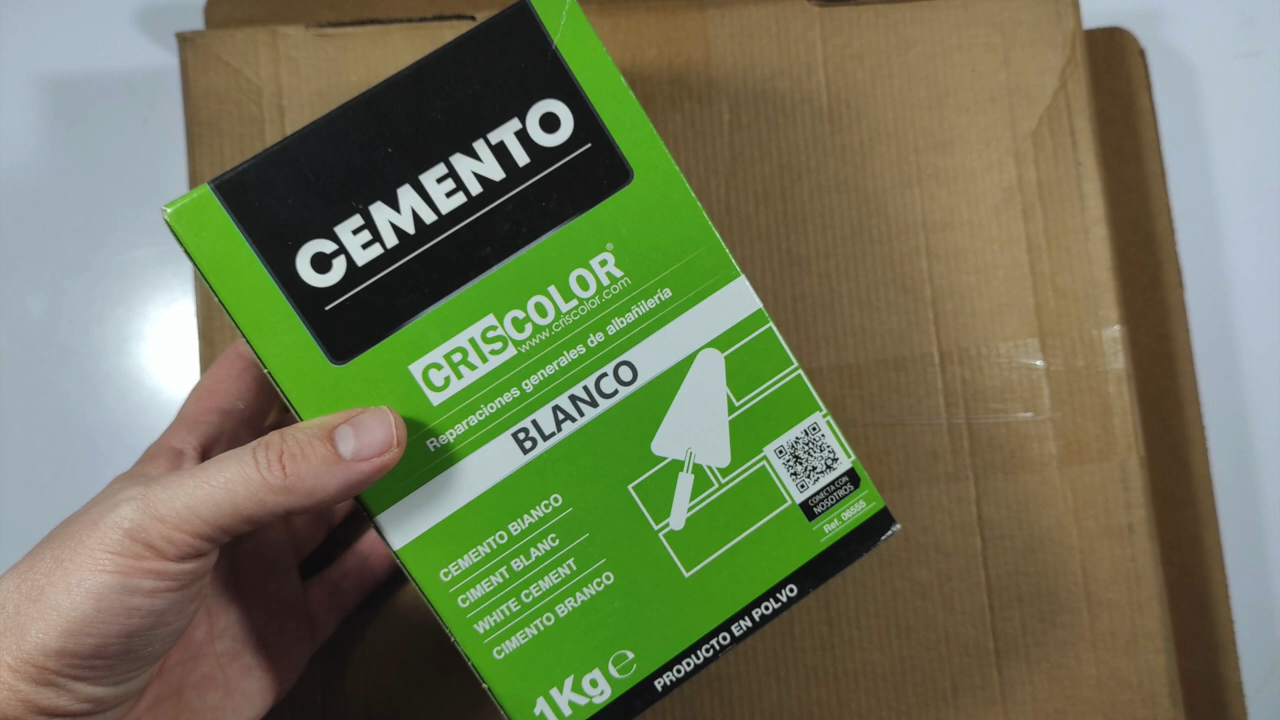 CEMENTO
CRISCOLOR®
www.criscolor.com
Reparaciones generales de albañilería
BLANCO
CEMENTO BIANCO
CIMENT BLANC
WHITE CEMENT
CIMENTO BRANCO
CONECTA CON
NOSOTROS
Ref. 06555
1Kg e
PRODUCTO EN POLVO